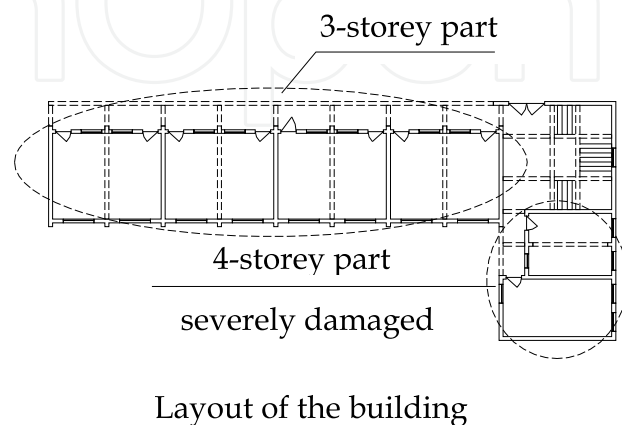 3-storey part
4-storey part
severely damaged
Layout of the building